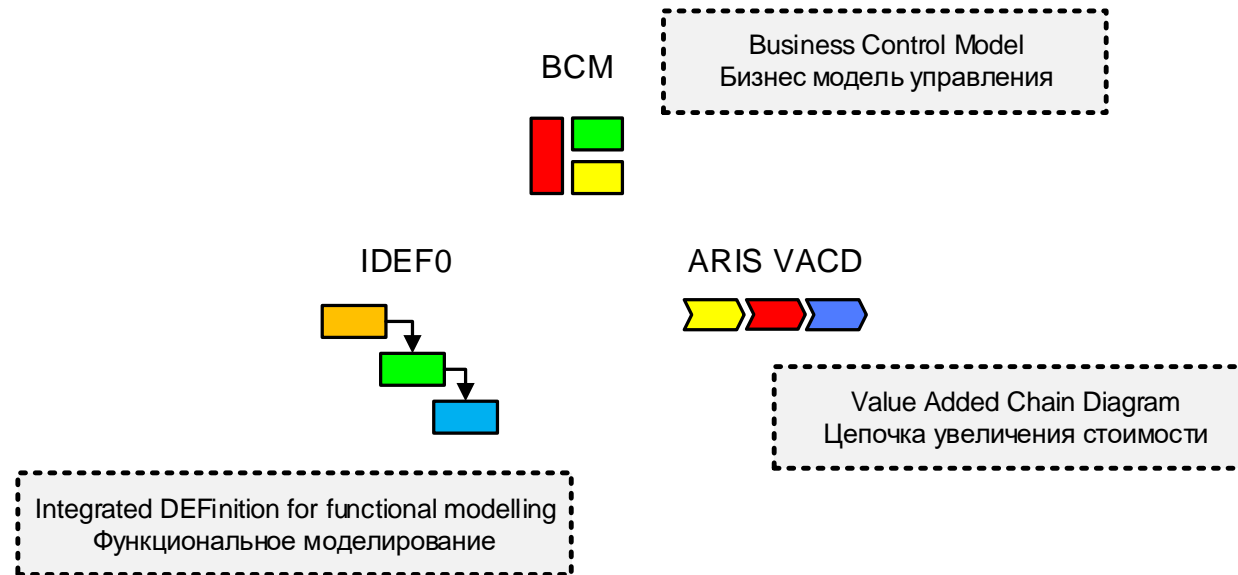 BCM
Business Control Model
Бизнес модель управления
IDEF0
ARIS VACD
Value Added Chain Diagram
Цепочка увеличения стоимости
Integrated DEFinition for functional modelling
Функциональное моделирование